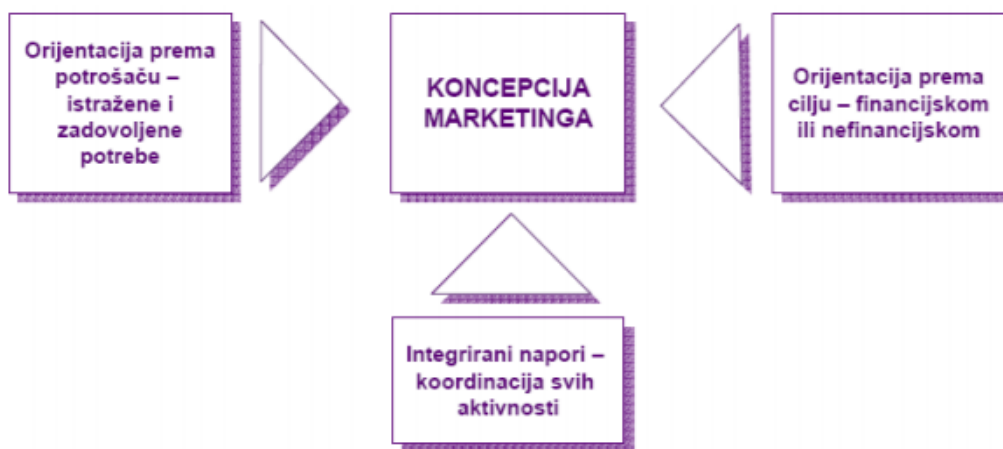 Orijentacija prema
potrošaču –
istražene i
zadovoljene
potrebe
KONCEPCIJA
MARKETINGA
Orijentacija prema
cilju – financijskom
ili nefinancijskom
Integrirani napori –
koordinacija svih
aktivnosti